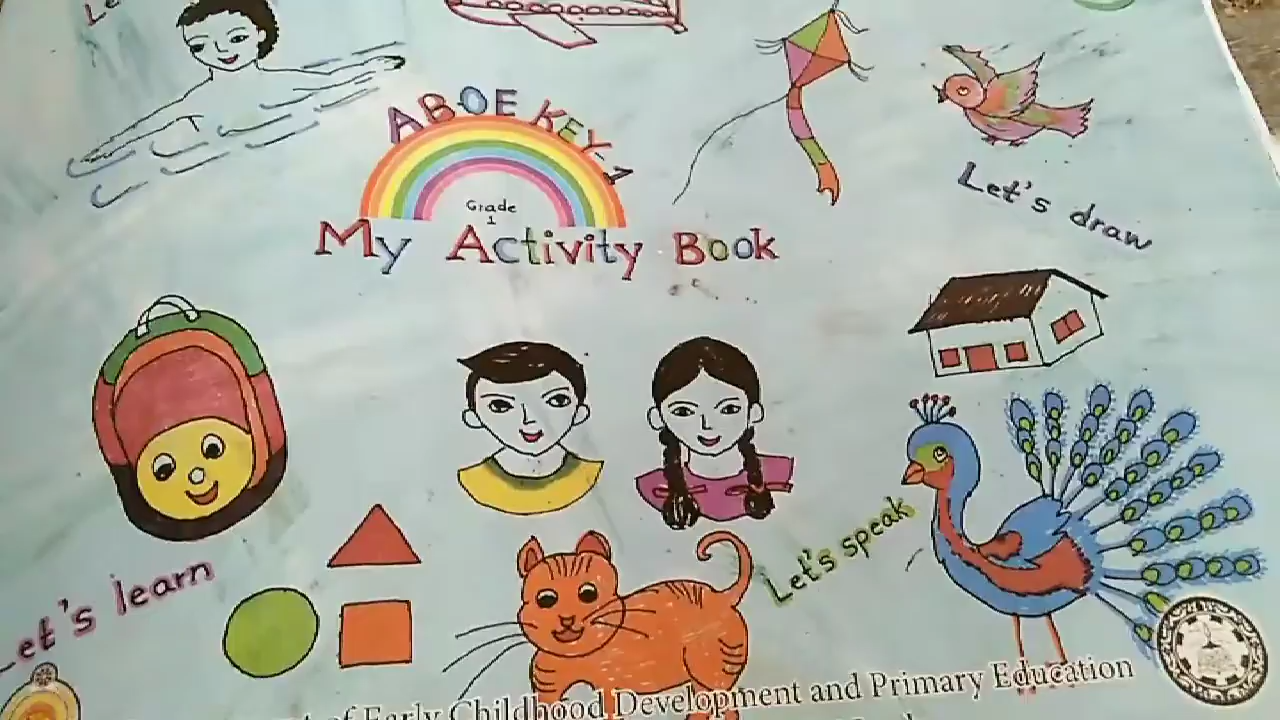 ABOE KEY-1
Grade
1
My Activity Book
Let's draw
Let's speak
Let's learn
of Early Childhood Development and Primary Education